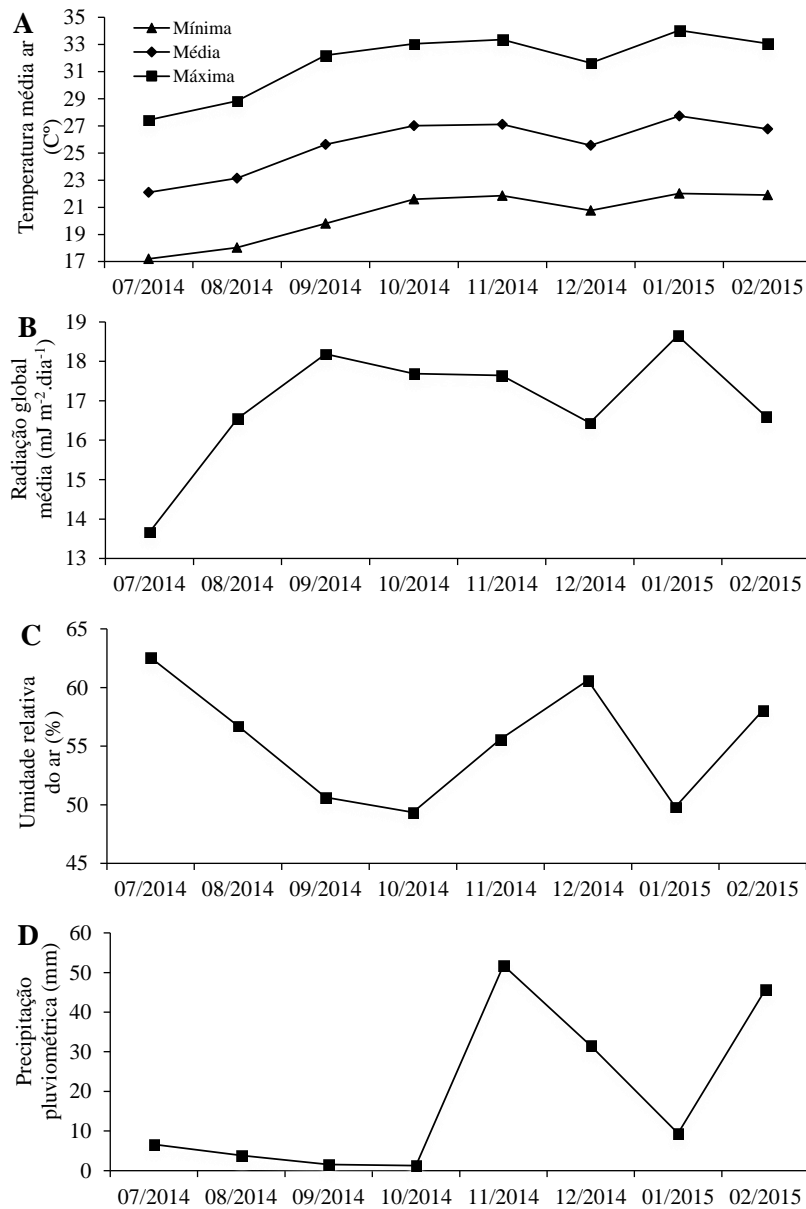 A
Temperatura média ar
(Cº)
35
33
31
29
27
25
23
21
19
17
Mínima
Média
Máxima
07/2014 08/2014 09/2014 10/2014 11/2014 12/2014 01/2015 02/2015
B
Radiação global
média (mJ m-2.dia-1)
19
18
17
16
15
14
13
07/2014 08/2014 09/2014 10/2014 11/2014 12/2014 01/2015 02/2015
C
Umidade relativa
do ar (%)
65
60
55
50
45
07/2014 08/2014 09/2014 10/2014 11/2014 12/2014 01/2015 02/2015
D
Precipitação
pluviométrica (mm)
60
50
40
30
20
10
0
07/2014 08/2014 09/2014 10/2014 11/2014 12/2014 01/2015 02/2015